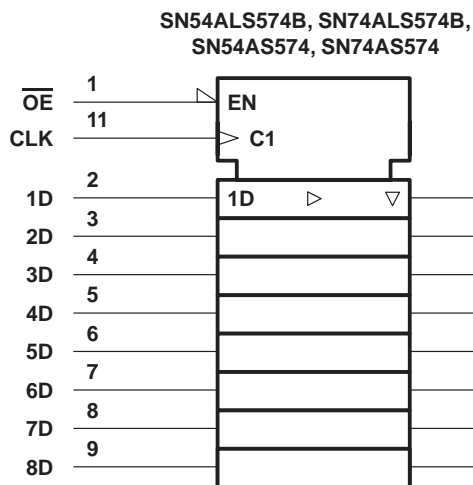 SN54ALS574B, SN74ALS574B,
SN54AS574, SN74AS574
OE 1 EN
CLK 11 C1
1D 2 1D
2D 3
3D 4
4D 5
5D 6
6D 7
7D 8
8D 9